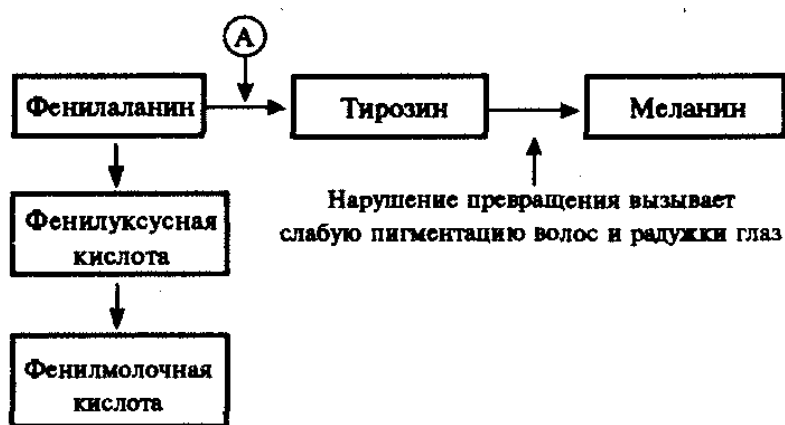 А
Фенилаланин
Тирозин
Меланин
Фенилуксусная
кислота
Нарушение превращения вызывает
слабую пигментацию волос и радужки глаз
Фенилмолочная
кислота